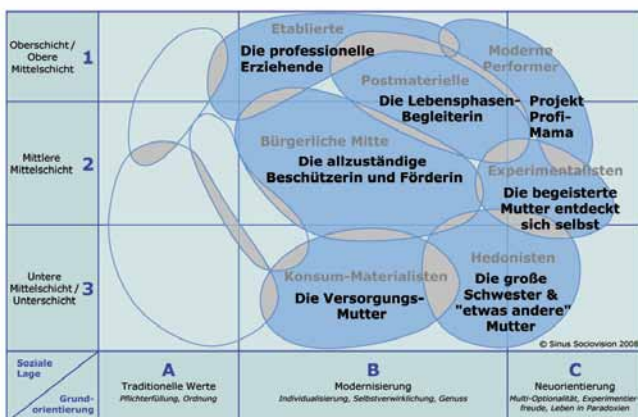 Oberschicht /
Obere
Mittelschicht
1
Etablierte
Die professionelle
Erziehende
Moderne
Performer
Postmaterielle
Die Lebensphasen-
Begleiterin
Projekt
Profi-
Mama
Mittlere
Mittelschicht
2
Bürgerliche Mitte
Die allzuständige
Beschützerin und Förderin
Experimentalisten
Die begeisterte
Mutter entdeckt
sich selbst
Untere
Mittelschicht /
Unterschicht
3
Konsum-Materialisten
Die Versorgungs-
Mutter
Hedonisten
Die große
Schwester &
"etwas andere"
Mutter
© Sinus Sociovision 2008
Soziale
Lage
Grund-
orientierung
A
Traditionelle Werte
Pflichterfüllung, Ordnung
B
Modernisierung
Individualisierung, Selbstverwirklichung, Genuss
C
Neuorientierung
Multi-Optionalität, Experimentier-
freude, Leben in Paradoxien